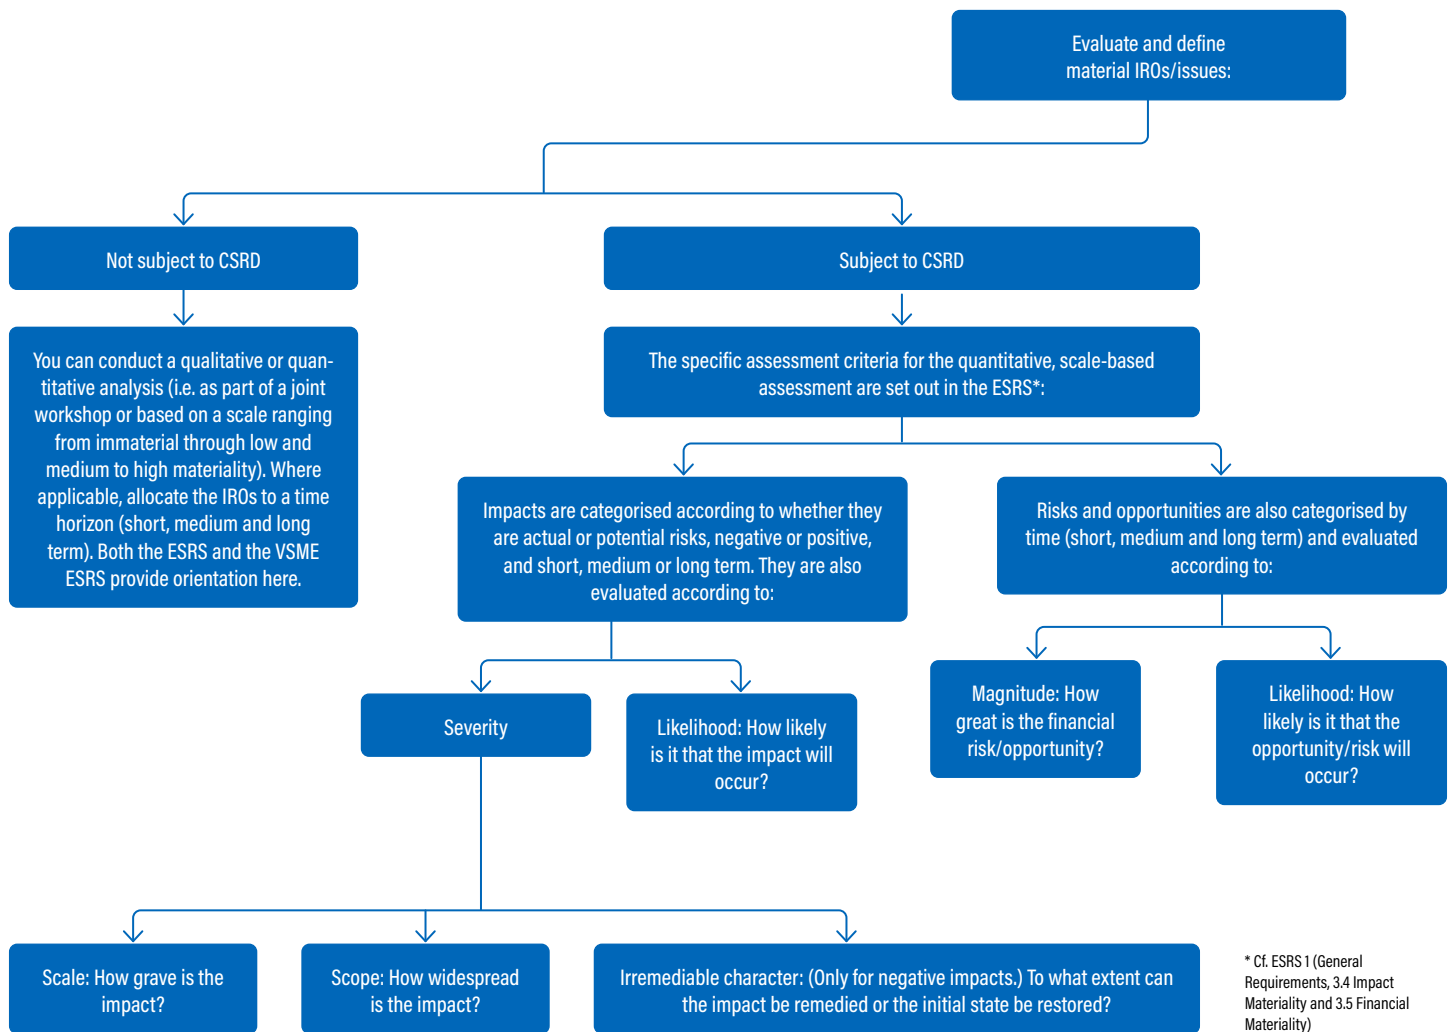 Evaluate and define
material IROs/issues:
Not subject to CSRD
Subject to CSRD
You can conduct a qualitative or quan-
titative analysis (i.e. as part of a joint
workshop or based on a scale ranging
from immaterial through low and
medium to high materiality). Where
applicable, allocate the IROs to a time
horizon (short, medium and long
term). Both the ESRS and the VSME
ESRS provide orientation here.
The specific assessment criteria for the quantitative, scale-based
assessment are set out in the ESRS*:
Impacts are categorised according to whether they
are actual or potential risks, negative or positive,
and short, medium or long term. They are also
evaluated according to:
Risks and opportunities are also categorised by
time (short, medium and long term) and evaluated
according to:
Severity
Likelihood: How likely
is it that the impact will
occur?
Magnitude: How
great is the financial
risk/opportunity?
Likelihood: How
likely is it that the
opportunity/risk will
occur?
Scale: How grave is the
impact?
Scope: How widespread
is the impact?
Irremediable character: (Only for negative impacts.) To what extent can
the impact be remedied or the initial state be restored?
* Cf. ESRS 1 (General
Requirements, 3.4 Impact
Materiality and 3.5 Financial
Materiality)